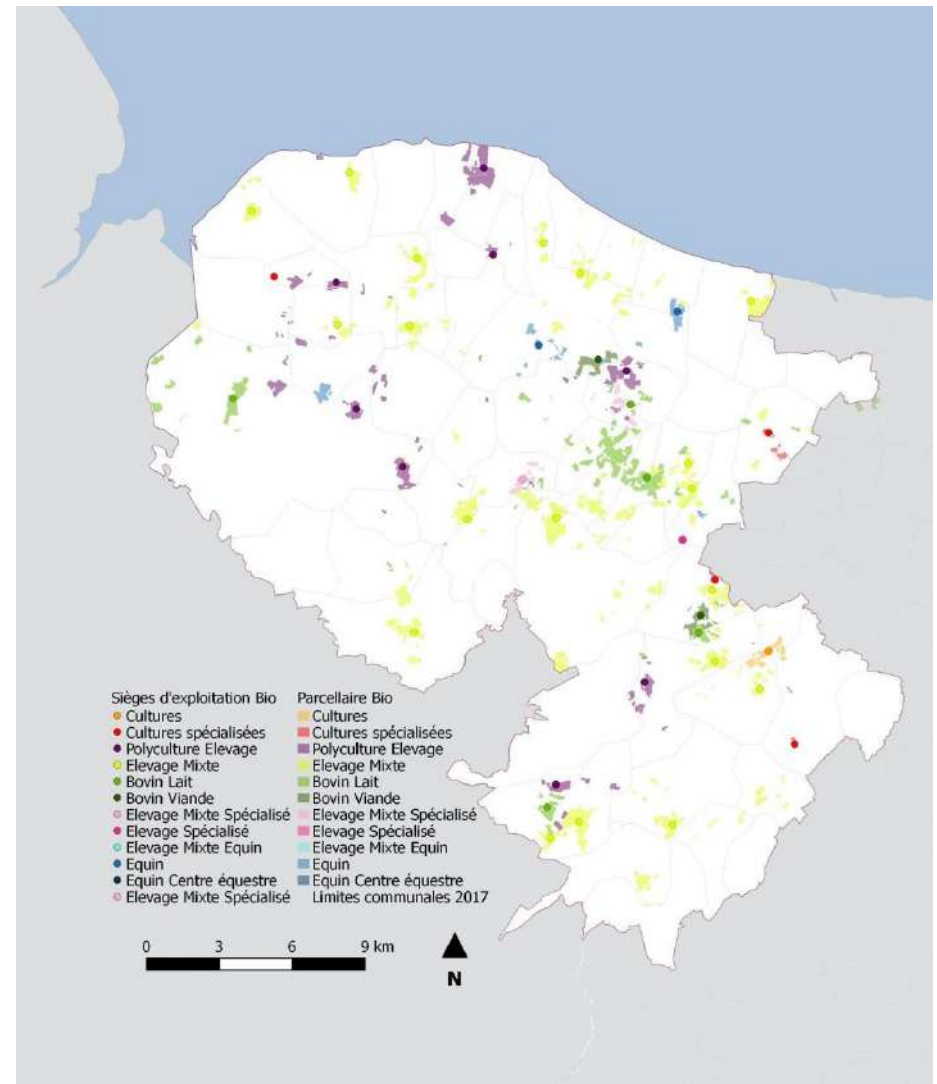 Sièges d'exploitation Bio
Cultures
Cultures spécialisées
Polyculture Elevage
Elevage Mixte
Bovin Lait
Bovin Viande
Elevage Mixte Spécialisé
Elevage Spécialisé
Elevage Mixte Equin
Equin
Equin Centre équestre
Elevage Mixte Spécialisé
Parcellaire Bio
Cultures
Cultures spécialisées
Polyculture Elevage
Elevage Mixte
Bovin Lait
Bovin Viande
Elevage Mixte Spécialisé
Elevage Spécialisé
Elevage Mixte Equin
Equin
Equin Centre équestre
Limites communales 2017
0 3 6 9 km
N